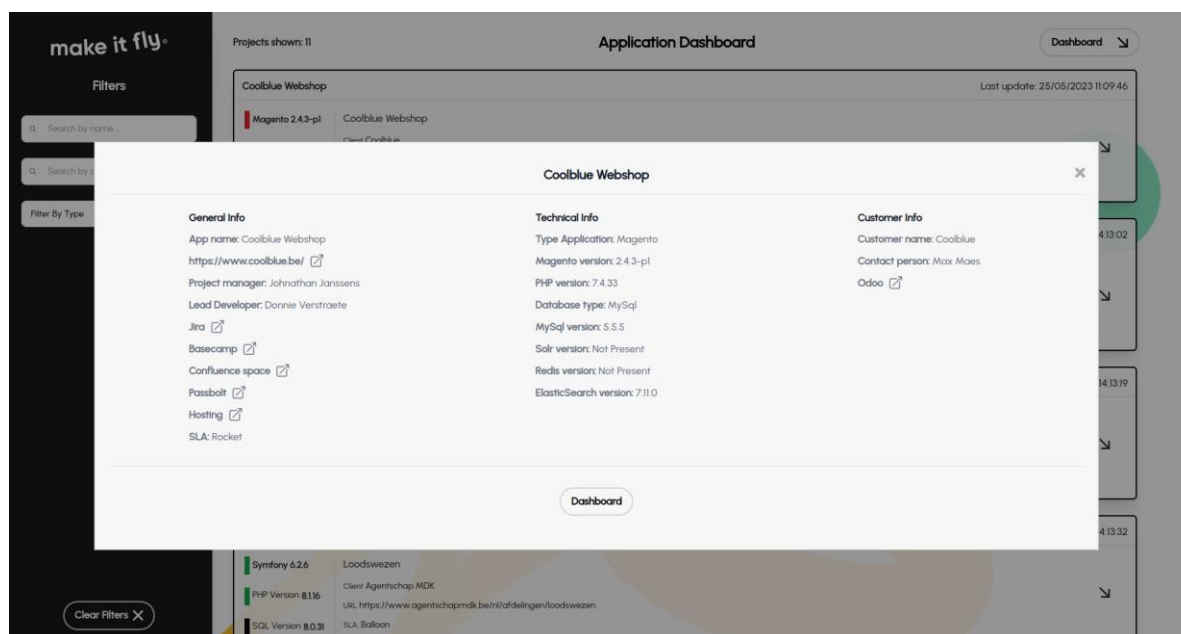 make it fly
Projects shown: 11
Application Dashboard
Dashboard
Filters
Coolblue Webshop
Last update: 25/05/2023 11:09:46
Search by name ..
Magento 2.4.3-p1
Coolblue Webshop
Client Coolblue
Search by
Filter By Type
Coolblue Webshop
General Info
App name: Coolblue Webshop
https://www.coolblue.be/
Project manager: Johnathan Janssens
Lead Developer: Donnie Verstraete
Jira
Basecamp
Confluence space
Passbolt
Hosting
SLA: Rocket
Technical Info
Type Application: Magento
Magento version: 2.4.3-p1
PHP version: 7.4.33
Database type: MySql
MySql version: 5.5.5
Solr version: Not Present
Redis version: Not Present
ElasticSearch version: 7.11.0
Customer Info
Customer name: Coolblue
Contact person: Max Maes
Odoo
Dashboard
4:13:02
14:13:19
4:13:32
Symfony 6.2.6
Loodswezen
Client Agentschap MDK
PHP Version 8.1.16
URL https://www.agentschapmdk.be/nl/afdelingen/loodswezen
SQL Version 8.0.31
SLA Balloon
Clear Filters